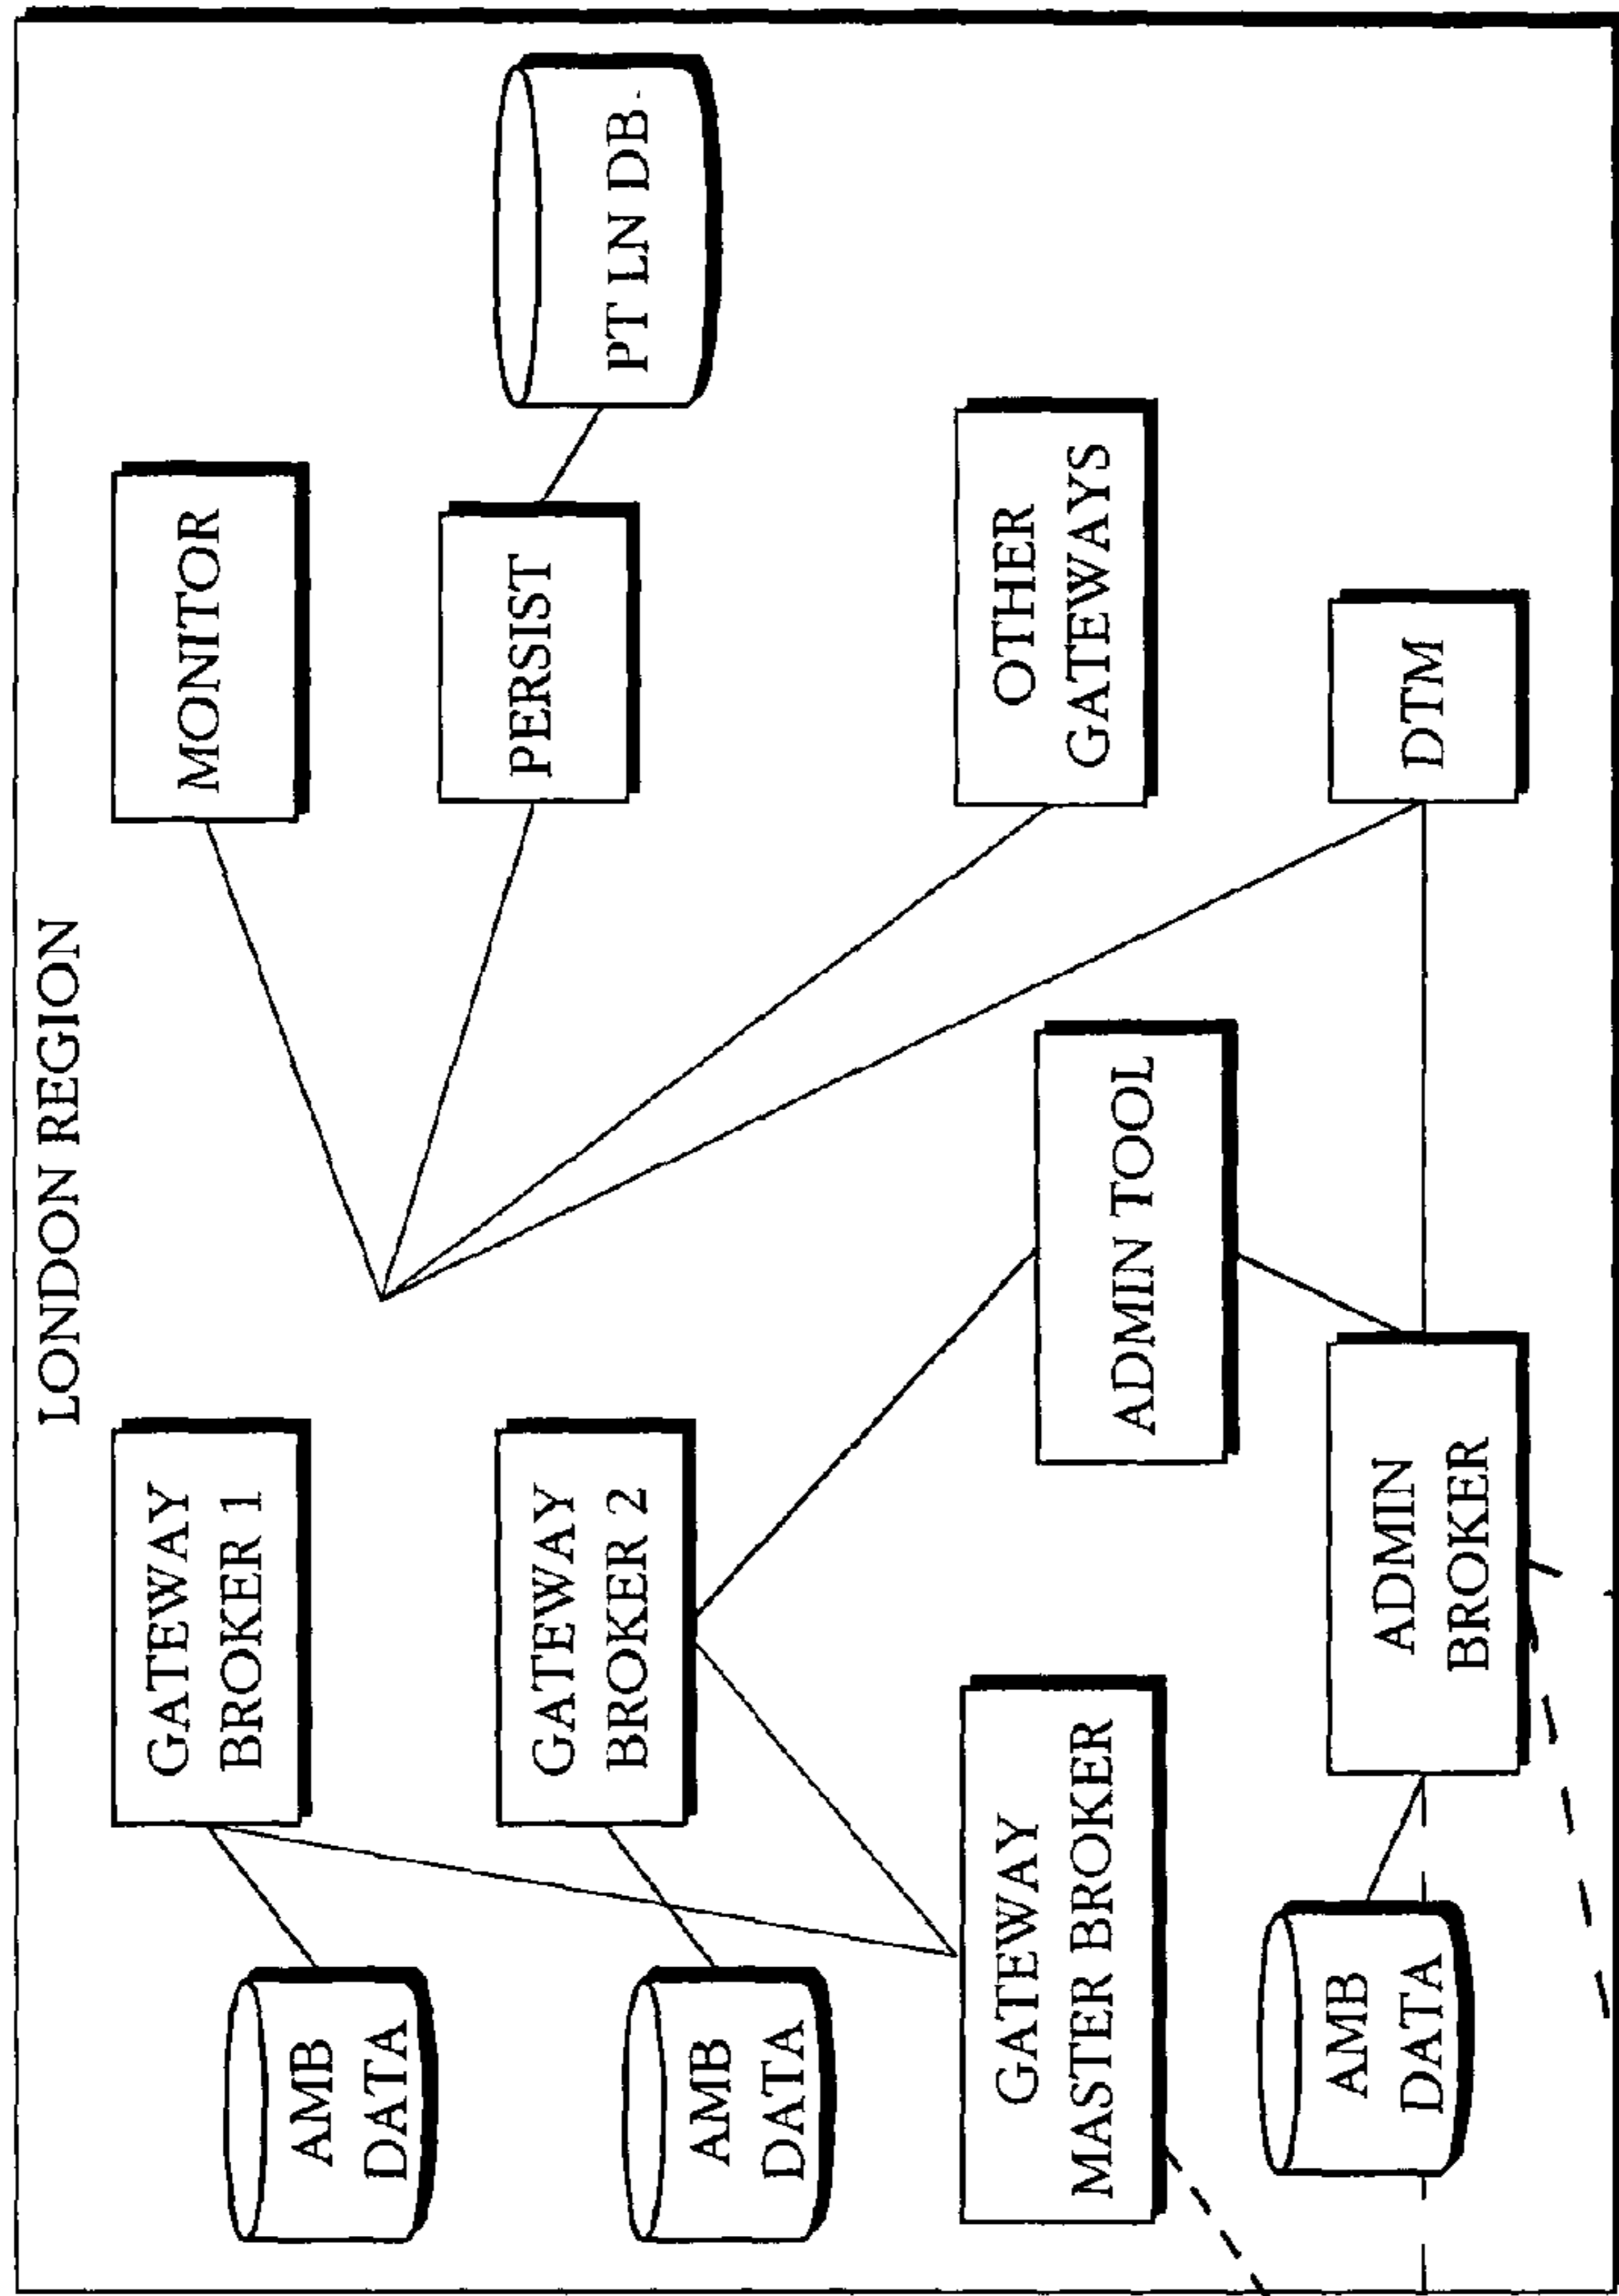 LONDON REGION
AMB
DATA
GATEWAY
BROKER 1
MONITOR
AMB
DATA
GATEWAY
BROKER 2
PERSIST
PT LN DB
GATEWAY
MASTER BROKER
ADMIN TOOL
OTHER
GATEWAYS
AMB
DATA
ADMIN
BROKER
DTM